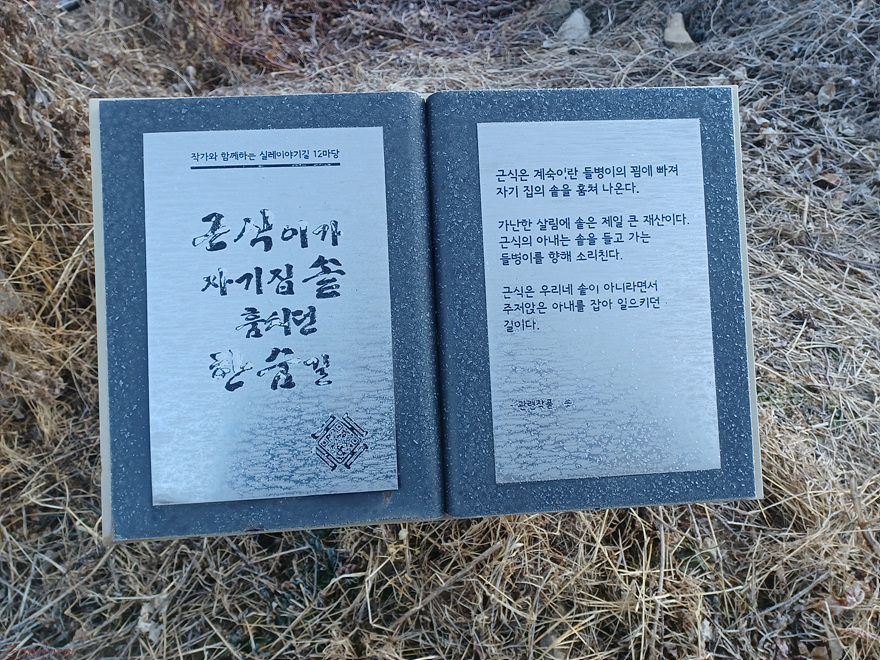 작가와 함께하는 실레이야기길 12마당
근식이가
자기집 솥
훔치던
한숨길
근식은 계숙이란 들병이의 꾐에 빠져
자기 집의 솥을 훔쳐 나온다.
가난한 살림에 솥은 제일 큰 재산이다.
근식의 아내는 솥을 들고 가는
들병이를 향해 소리친다.
근식은 우리네 솥이 아니라면서
주저앉은 아내를 잡아 일으키던
길이다.
관련작품 : 솥